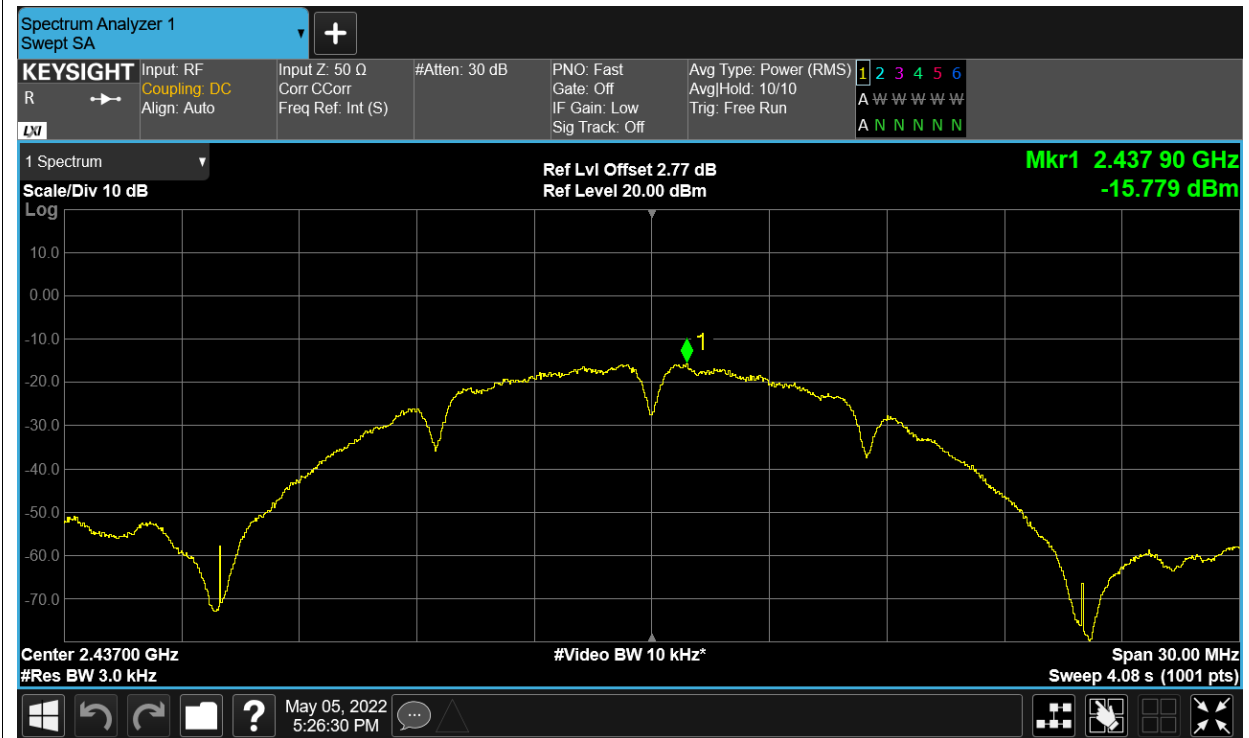 Spectrum Analyzer 1
Swept SA
+
KEYSIGHT
R
LXI
Input: RF
Coupling: DC
Align: Auto
Input Z: 50 Ω
Corr CCorr
Freq Ref: Int (S)
#Atten: 30 dB
PNO: Fast
Gate: Off
IF Gain: Low
Sig Track: Off
Avg Type: Power (RMS)
Avg|Hold: 10/10
Trig: Free Run
1 2 3 4 5 6
A W W W W W
A N N N N N
1 Spectrum
Scale/Div 10 dB
Log
Ref Lvl Offset 2.77 dB
Ref Level 20.00 dBm
Mkr1 2.437 90 GHz
-15.779 dBm
10.0
0.00
-10.0
1
-20.0
-30.0
-40.0
-50.0
-60.0
-70.0
Center 2.43700 GHz
#Res BW 3.0 kHz
#Video BW 10 kHz*
Span 30.00 MHz
Sweep 4.08 s (1001 pts)
?
May 05, 2022
5:26:30 PM